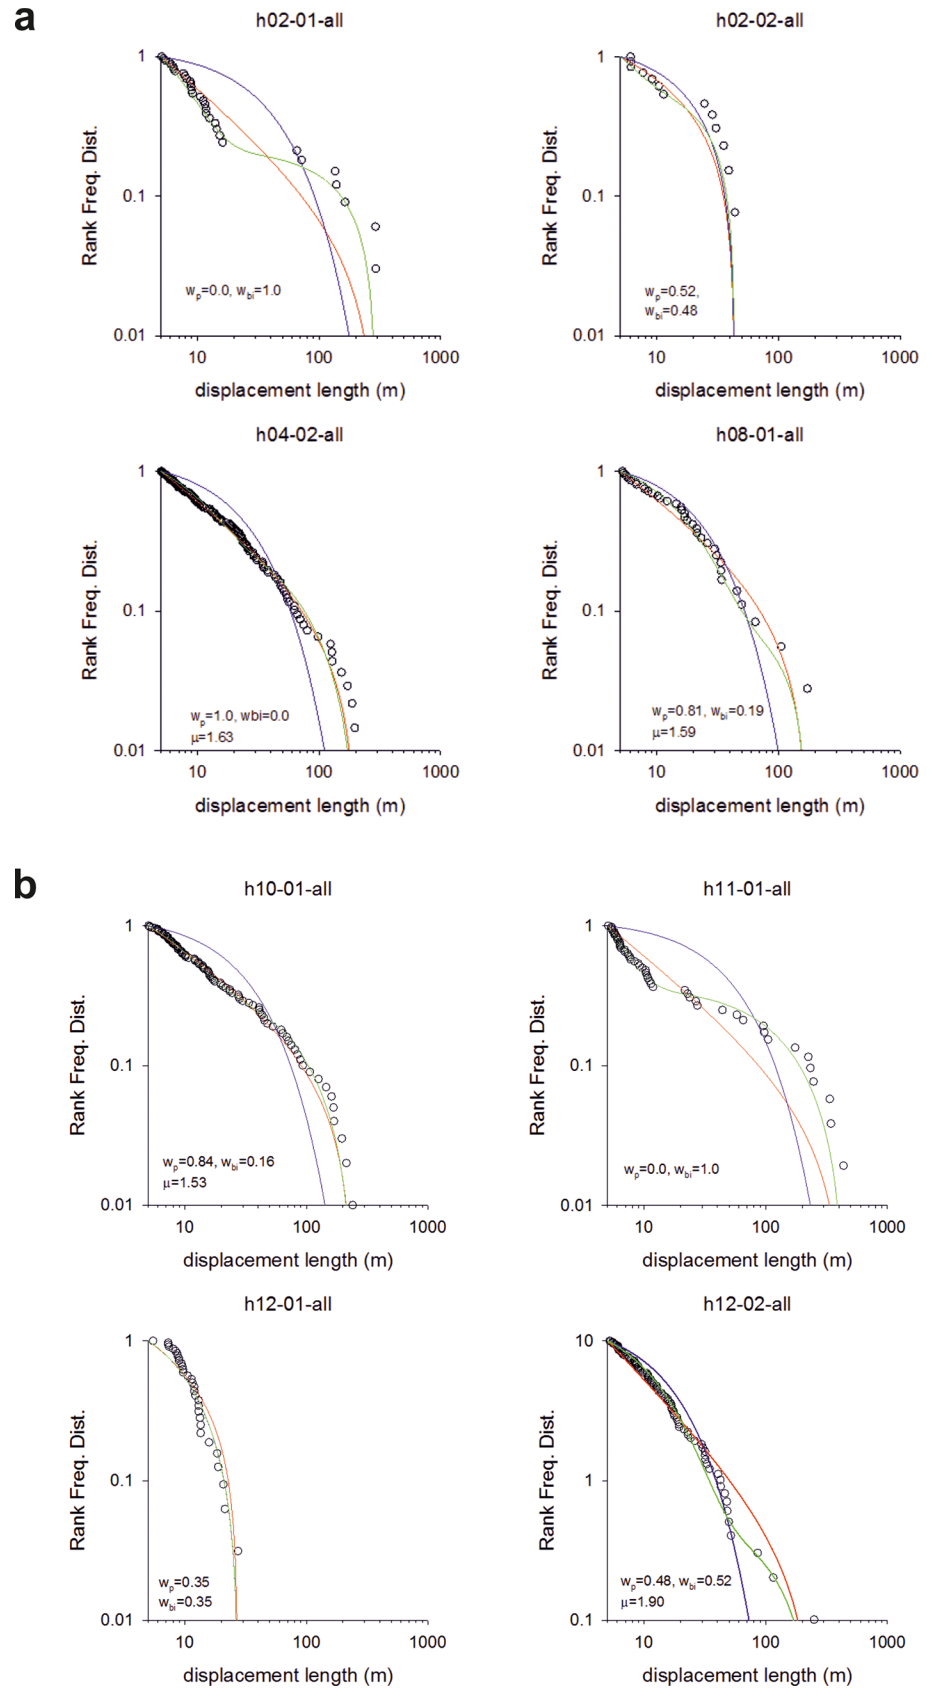 a
h02-01-all
1
0.1
0.01
Rank Freq. Dist.
wp=0.0, wbi=1.0
10 100 1000
displacement length (m)
h02-02-all
1
0.1
0.01
Rank Freq. Dist.
wp=0.52,
wbi=0.48
10 100 1000
displacement length (m)
h04-02-all
1
0.1
0.01
Rank Freq. Dist.
wp=1.0, wbi=0.0
μ=1.63
10 100 1000
displacement length (m)
h08-01-all
1
0.1
0.01
Rank Freq. Dist.
wp=0.81, wbi=0.19
μ=1.59
10 100 1000
displacement length (m)
b
h10-01-all
1
0.1
0.01
Rank Freq. Dist.
wp=0.84, wbi=0.16
μ=1.53
10 100 1000
displacement length (m)
h11-01-all
1
0.1
0.01
Rank Freq. Dist.
wp=0.0, wbi=1.0
10 100 1000
displacement length (m)
h12-01-all
1
0.1
0.01
Rank Freq. Dist.
wp=0.35
wbi=0.35
10 100 1000
displacement length (m)
h12-02-all
10
1
0.1
Rank Freq. Dist.
wp=0.48, wbi=0.52
μ=1.90
10 100 1000
displacement length (m)